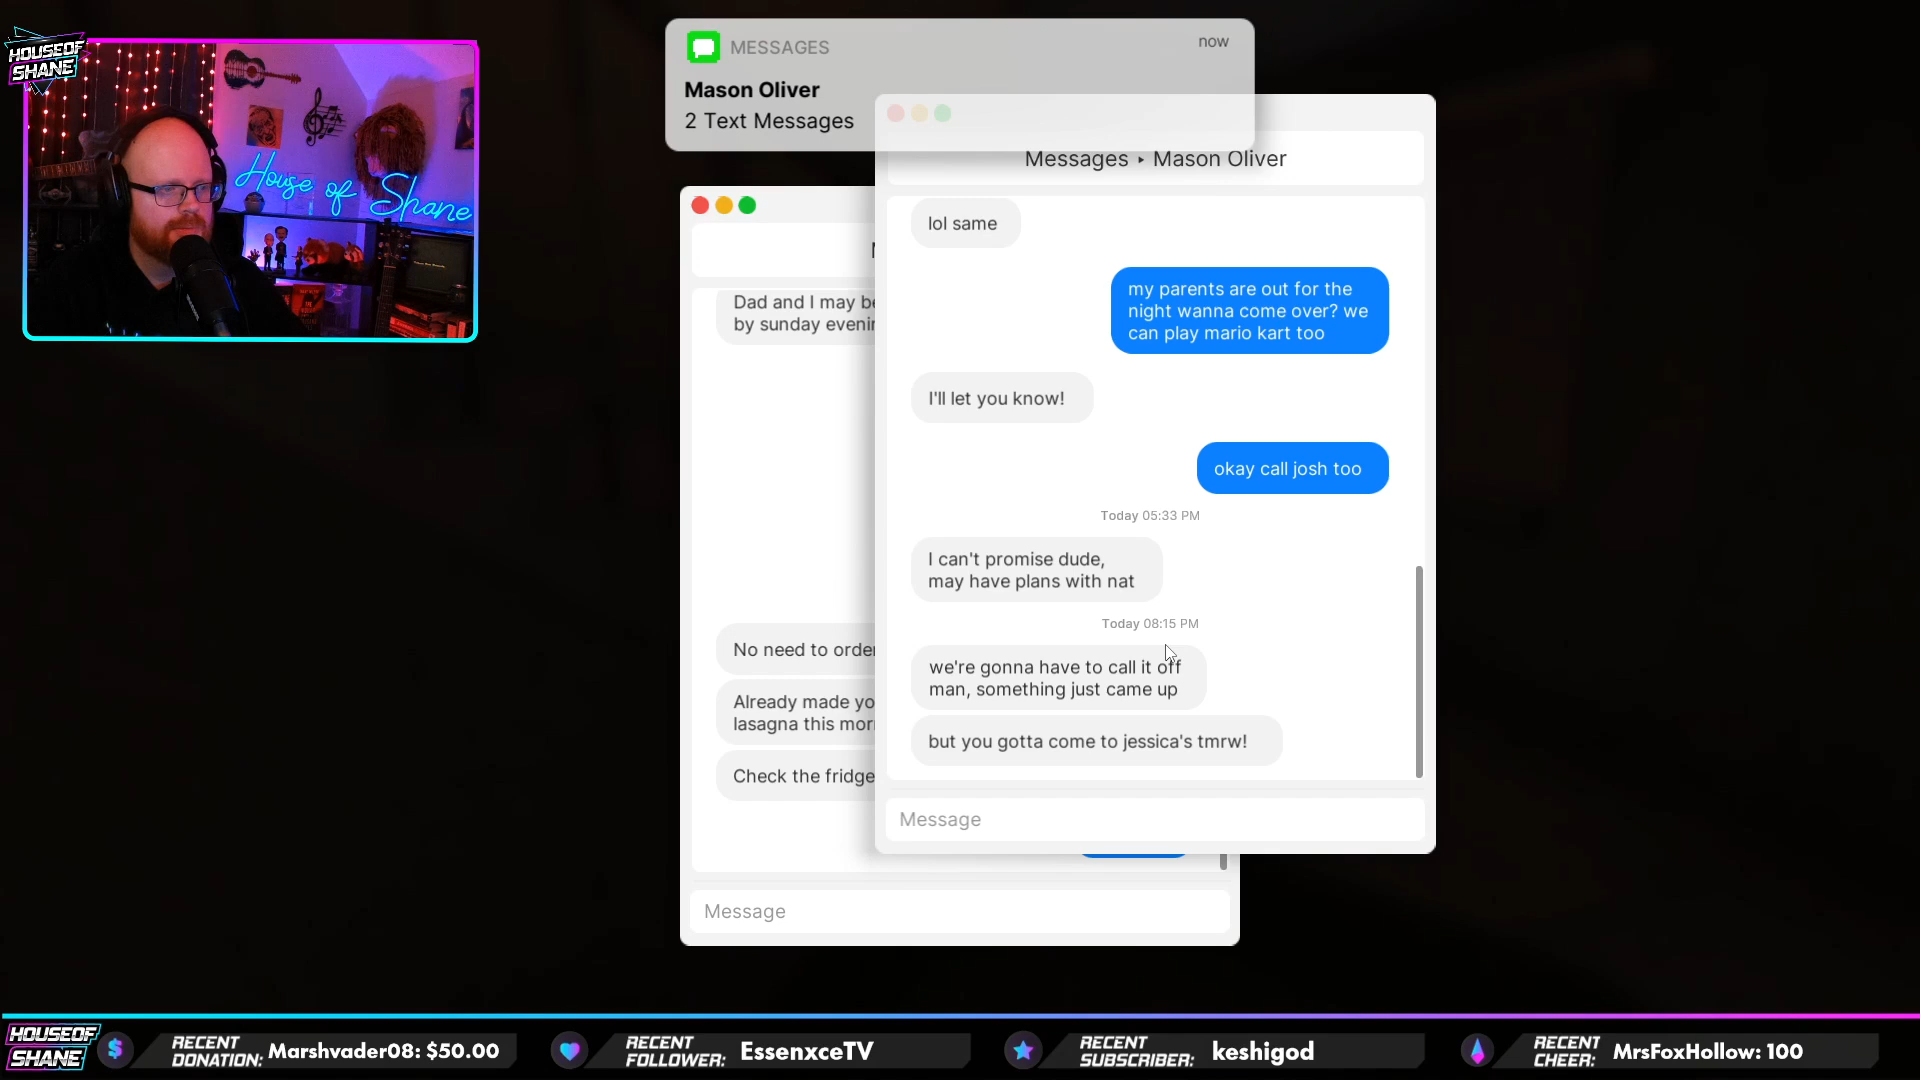 HOUSEOF
SHANE
House of
Shane
MESSAGES
now
Mason Oliver
2 Text Messages
Messages ‣ Mason Oliver
lol same
my parents are out for the
night wanna come over? we
can play mario kart too
I'll let you know!
okay call josh too
Today 05:33 PM
I can't promise dude,
may have plans with nat
Today 08:15 PM
we're gonna have to call it off
man, something just came up
but you gotta come to jessica's tmrw!
Message
Dad and I may
by sunday
No need to
Already made
lasagna this
Check the fridge
Message
HOUSEOF
SHANE
RECENT
DONATION: Marshvader08: $50.00
RECENT
FOLLOWER: EssenxceTV
RECENT
SUBSCRIBER: keshigod
RECENT
CHEER: MrsFoxHollow: 100